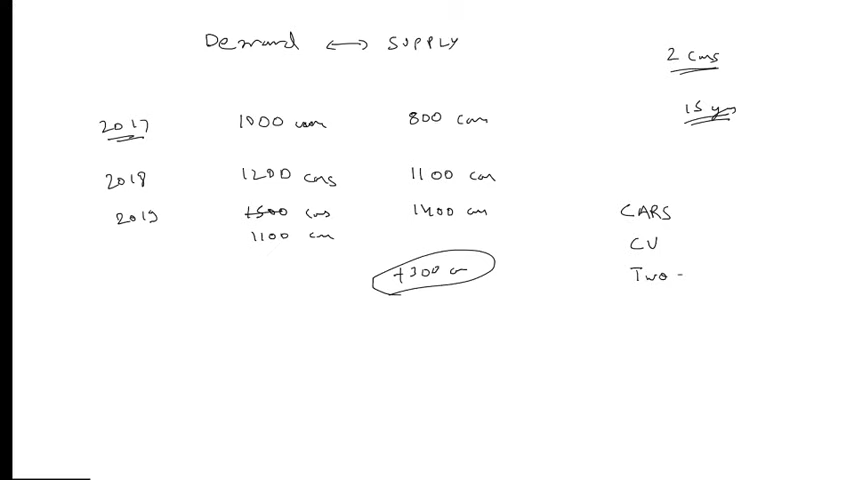 Demand ↔ SUPPLY
2 cars
15 yrs
2017 1000 cars 800 cars
2018 1200 cars 1100 cars
2019 1500 cars 1400 cars
1100 cars
+300 cars
CARS
CV
Two -